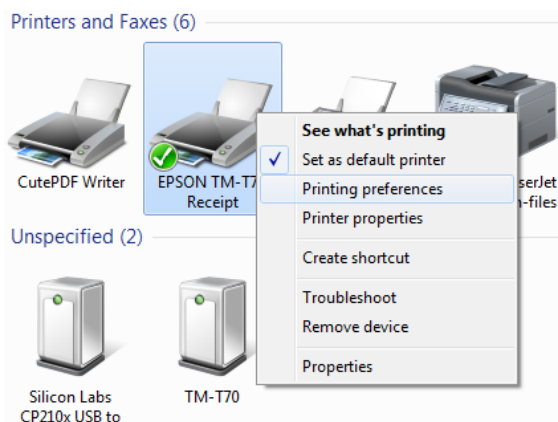 Printers and Faxes (6)
CutePDF Writer
EPSON TM-T7
Receipt
See what's printing
Set as default printer
Printing preferences
Printer properties
Create shortcut
Troubleshoot
Remove device
Properties
serJet
n-files
Unspecified (2)
Silicon Labs
CP210x USB to
TM-T70